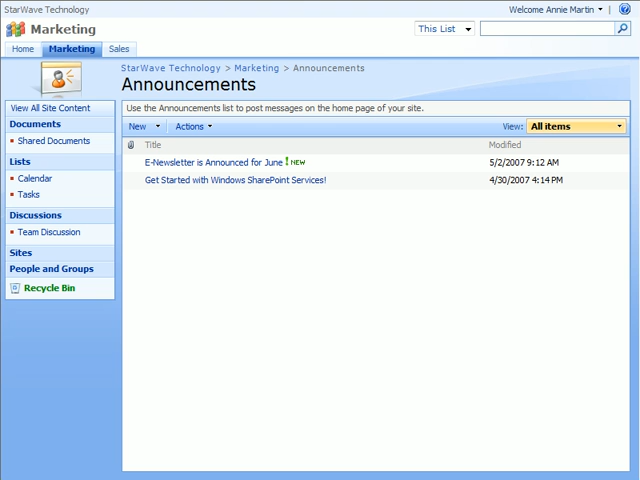 StarWave Technology
Welcome Annie Martin
Marketing
This List
Home
Marketing
Sales
StarWave Technology > Marketing > Announcements
Announcements
View All Site Content
Documents
Shared Documents
Lists
Calendar
Tasks
Discussions
Team Discussion
Sites
People and Groups
Recycle Bin
Use the Announcements list to post messages on the home page of your site.
New
Actions
View:
All items
Title
Modified
E-Newsletter is Announced for June ! NEW
5/2/2007 9:12 AM
Get Started with Windows SharePoint Services!
4/30/2007 4:14 PM